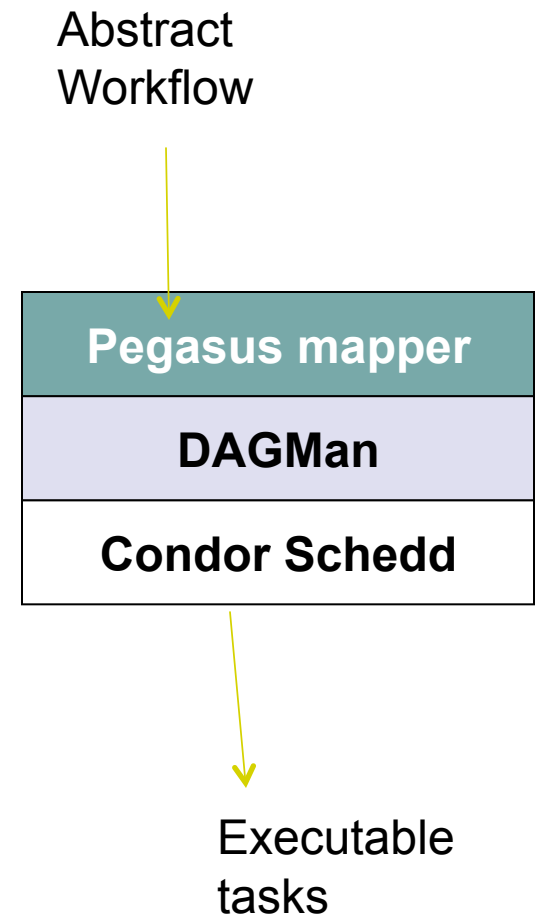 Abstract
Workflow
Pegasus mapper
DAGMan
Condor Schedd
Executable
tasks